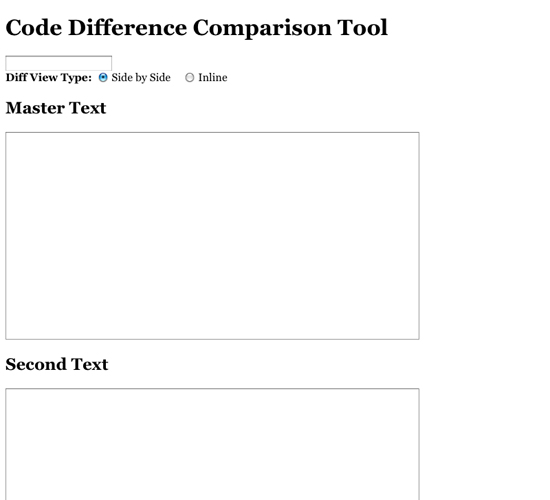 Code Difference Comparison Tool
Diff View Type: Side by Side Inline
Master Text
Second Text